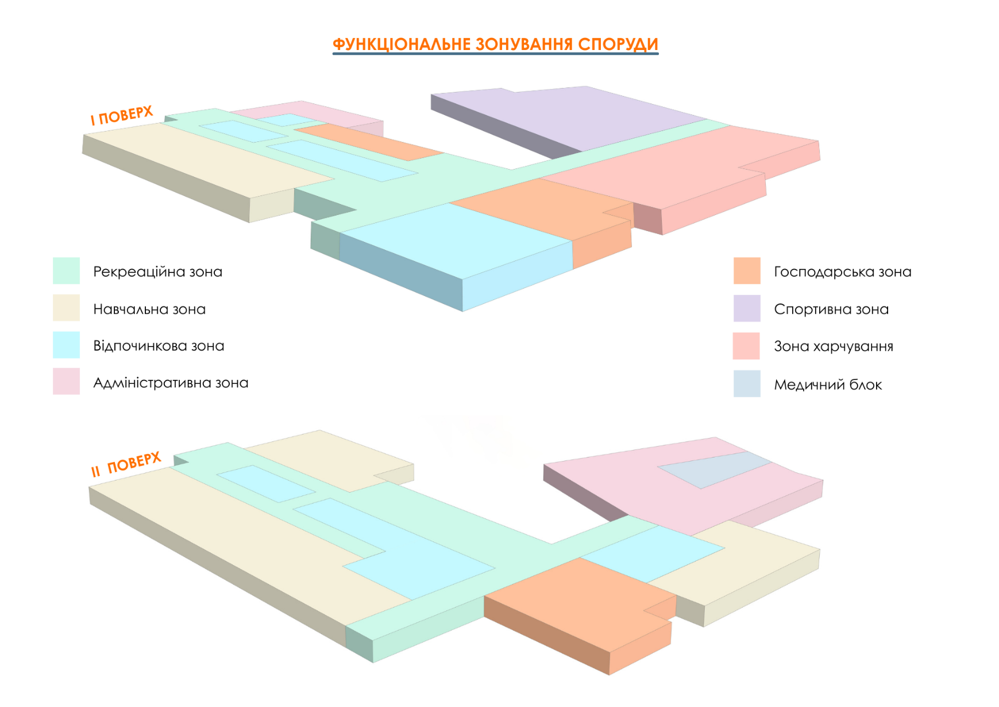 ФУНКЦІОНАЛЬНЕ ЗОНУВАННЯ СПОРУДИ
I ПОВЕРХ
Рекреаційна зона
Навчальна зона
Відпочинкова зона
Адміністративна зона
Господарська зона
Спортивна зона
Зона харчування
Медичний блок
II ПОВЕРХ